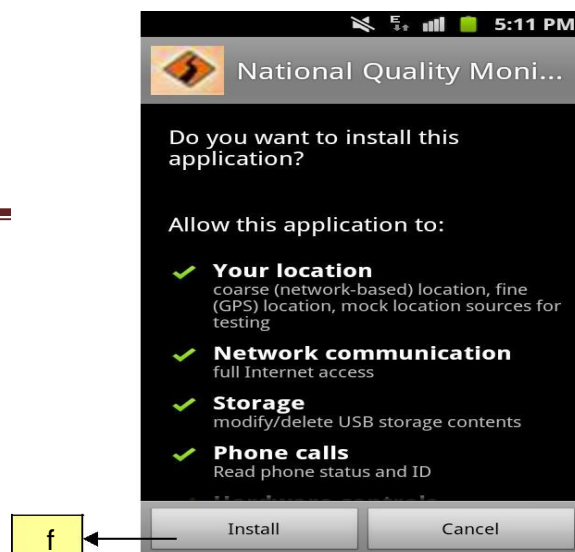 5:11 PM
National Quality Moni...
Do you want to install this
application?
Allow this application to:
Your location
coarse (network-based) location, fine
(GPS) location, mock location sources for
testing
Network communication
full Internet access
Storage
modify/delete USB storage contents
Phone calls
Read phone status and ID
Hardware controls
Install
Cancel
f